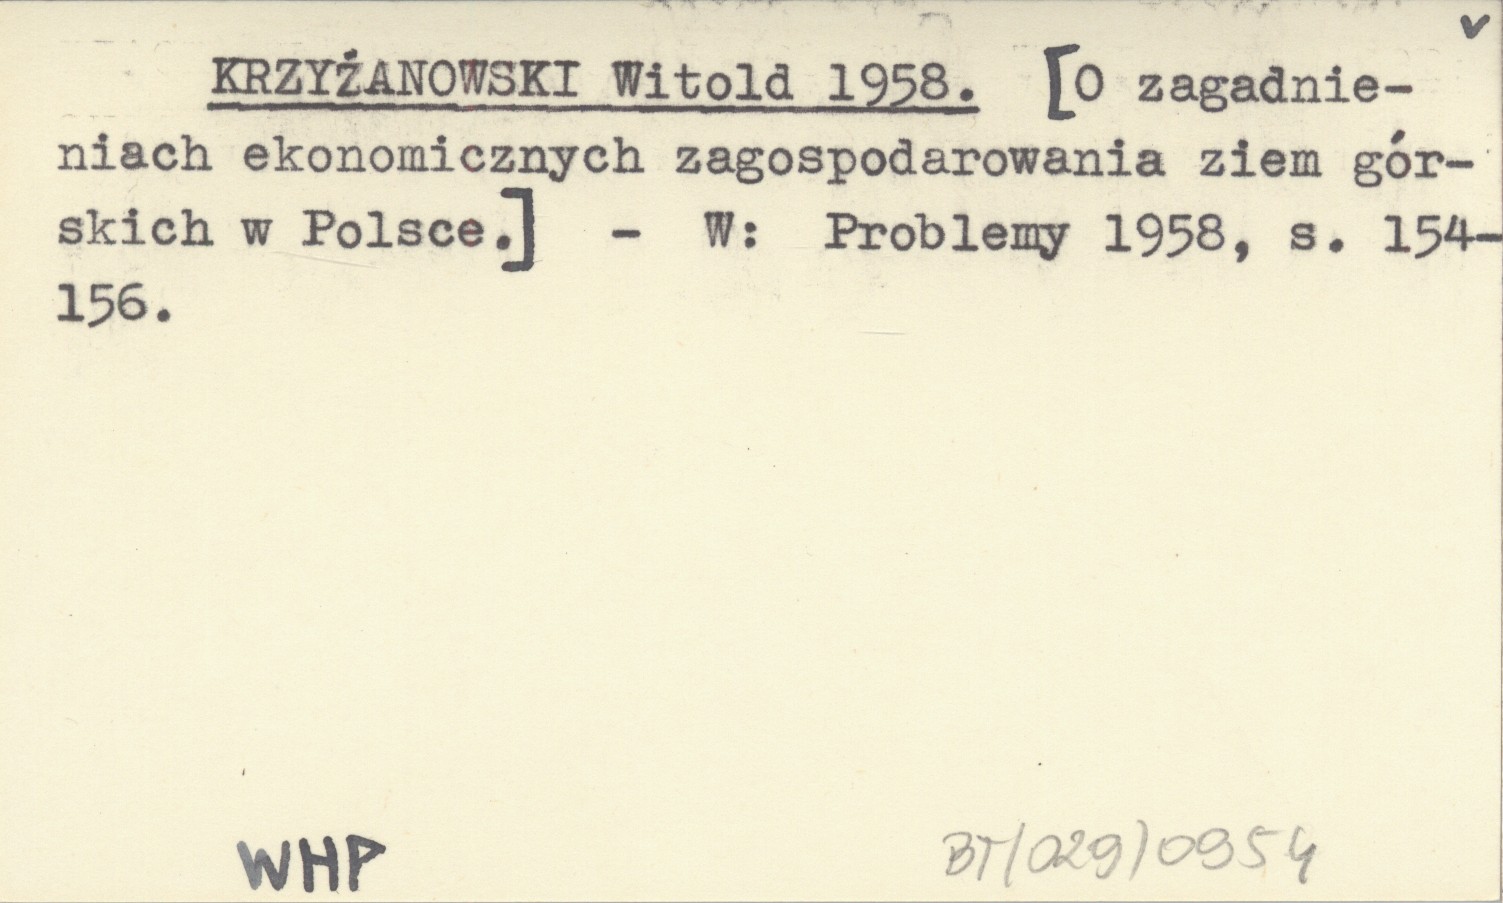 v
KRZYŻANOWSKI Witold 1958. [O zagadnie-
niach ekonomicznych zagospodarowania ziem gór-
skich w Polsce.] - W: Problemy 1958, s. 154-
156.
WHP
BT/029/0954